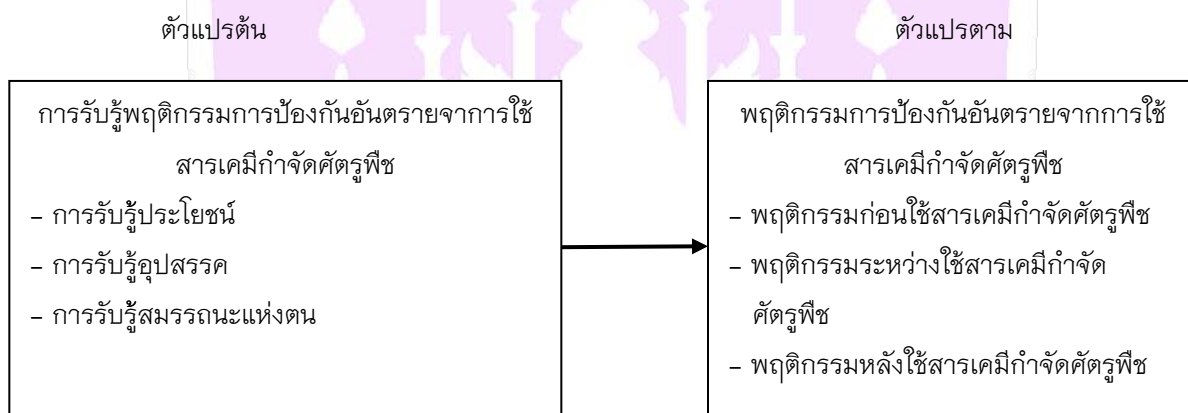 ตัวแปรต้น
ตัวแปรตาม
การรับรู้พฤติกรรมการป้องกันอันตรายจาการใช้
สารเคมีกำจัดศัตรูพืช
– การรับรู้ประโยชน์
– การรับรู้อุปสรรค
– การรับรู้สมรรถนะแห่งตน
พฤติกรรมการป้องกันอันตรายจากการใช้
สารเคมีกำจัดศัตรูพืช
– พฤติกรรมก่อนใช้สารเคมีกำจัดศัตรูพืช
– พฤติกรรมระหว่างใช้สารเคมีกำจัด
ศัตรูพืช
– พฤติกรรมหลังใช้สารเคมีกำจัดศัตรูพืช